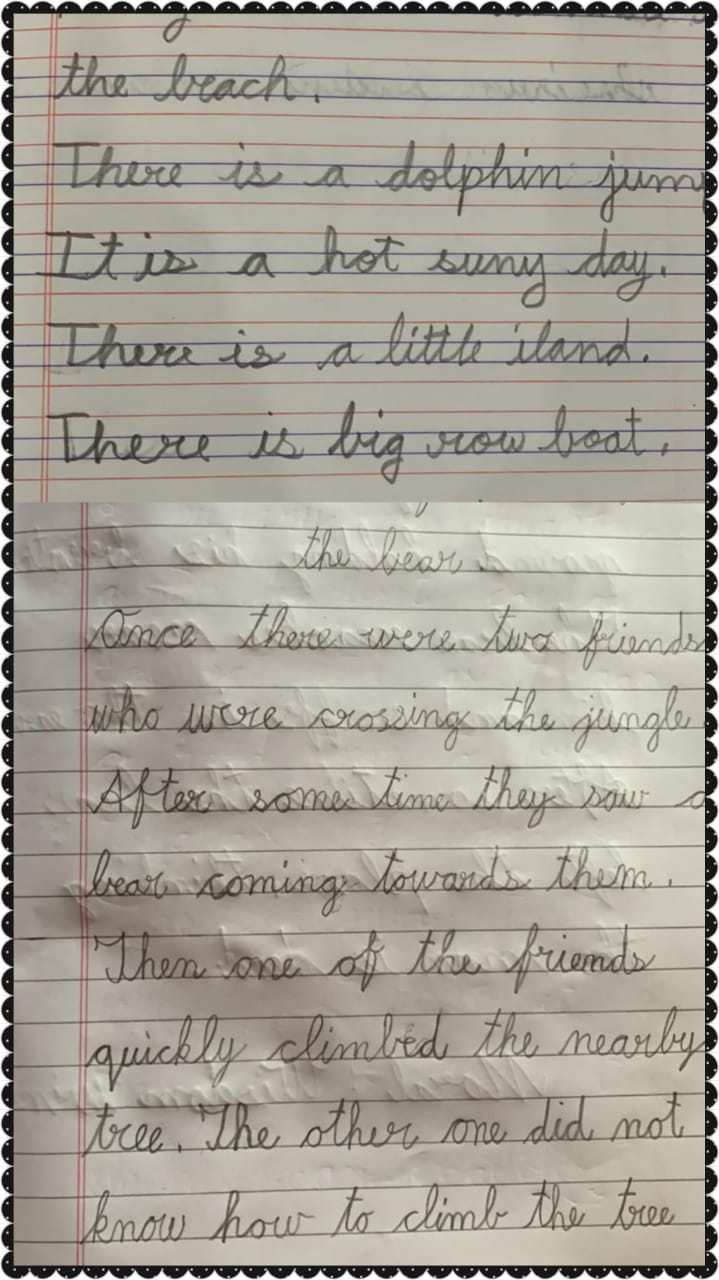 the beach.
There is a dolphin jum
It is a hot suny day.
There is a little iland.
There is big row boat.
the bear.
Once there were two friends
who were crossing the jungle
After some time they saw a
bear coming towards them.
Then one of the friends
quickly climbed the nearby
tree. The other one did not
know how to climb the tree